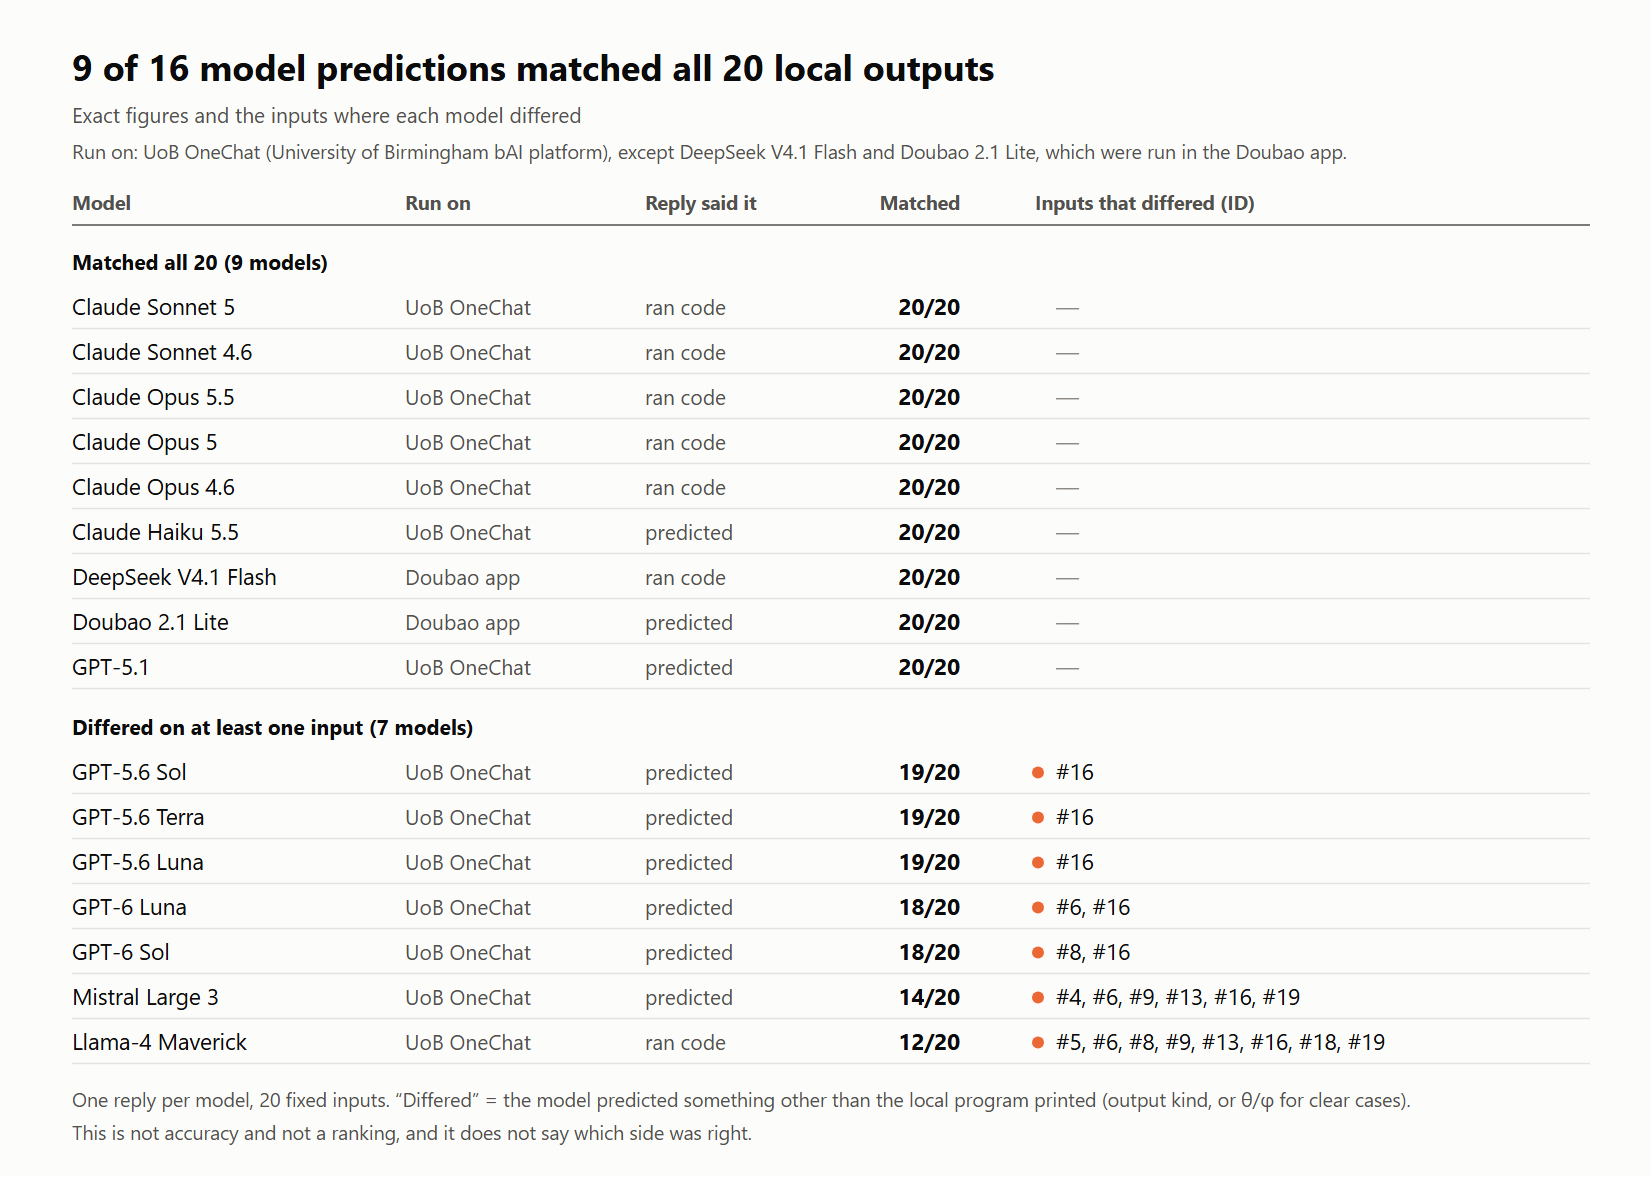 9 of 16 model predictions matched all 20 local outputs
Exact figures and the inputs where each model differed
Run on: UoB OneChat (University of Birmingham bAI platform), except DeepSeek V4.1 Flash and Doubao 2.1 Lite, which were run in the Doubao app.
Model Run on Reply said it Matched Inputs that differed (ID)
Matched all 20 (9 models)
Claude Sonnet 5 UoB OneChat ran code 20/20 —
Claude Sonnet 4.6 UoB OneChat ran code 20/20 —
Claude Opus 5.5 UoB OneChat ran code 20/20 —
Claude Opus 5 UoB OneChat ran code 20/20 —
Claude Opus 4.6 UoB OneChat ran code 20/20 —
Claude Haiku 5.5 UoB OneChat predicted 20/20 —
DeepSeek V4.1 Flash Doubao app ran code 20/20 —
Doubao 2.1 Lite Doubao app predicted 20/20 —
GPT-5.1 UoB OneChat predicted 20/20 —
Differed on at least one input (7 models)
GPT-5.6 Sol UoB OneChat predicted 19/20 #16
GPT-5.6 Terra UoB OneChat predicted 19/20 #16
GPT-5.6 Luna UoB OneChat predicted 19/20 #16
GPT-6 Luna UoB OneChat predicted 18/20 #6, #16
GPT-6 Sol UoB OneChat predicted 18/20 #8, #16
Mistral Large 3 UoB OneChat predicted 14/20 #4, #6, #9, #13, #16, #19
Llama-4 Maverick UoB OneChat ran code 12/20 #5, #6, #8, #9, #13, #16, #18, #19
One reply per model, 20 fixed inputs. “Differed” = the model predicted something other than the local program printed (output kind, or θ/φ for clear cases).
This is not accuracy and not a ranking, and it does not say which side was right.